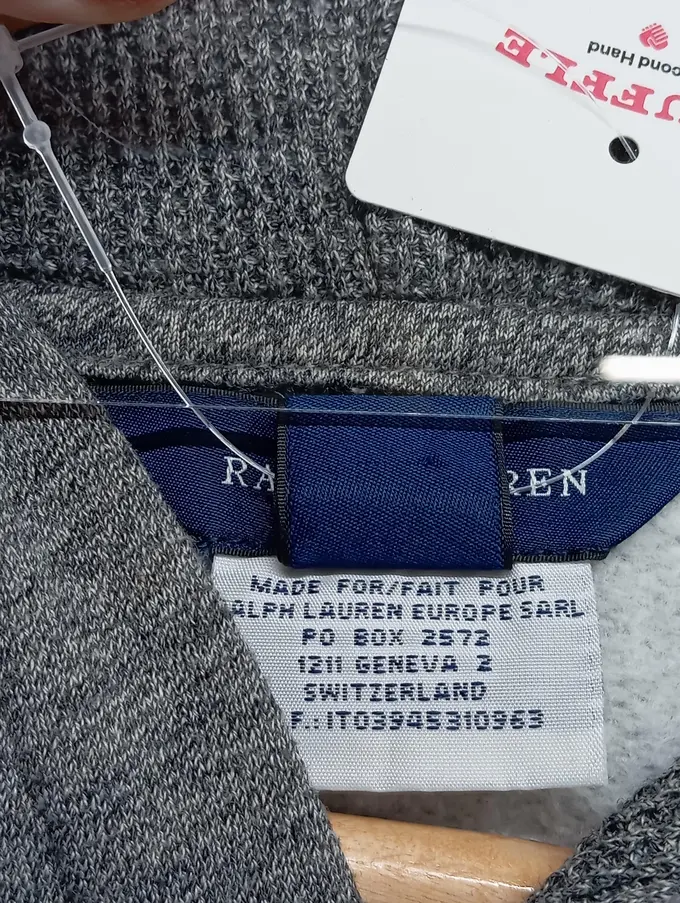 Second Hand
UFFLE
RA REN
MADE FOR/FAIT POUR
ALPH LAUREN EUROPE SARL
PO BOX 2572
1211 GENEVA 2
SWITZERLAND
F.: IT03945310963